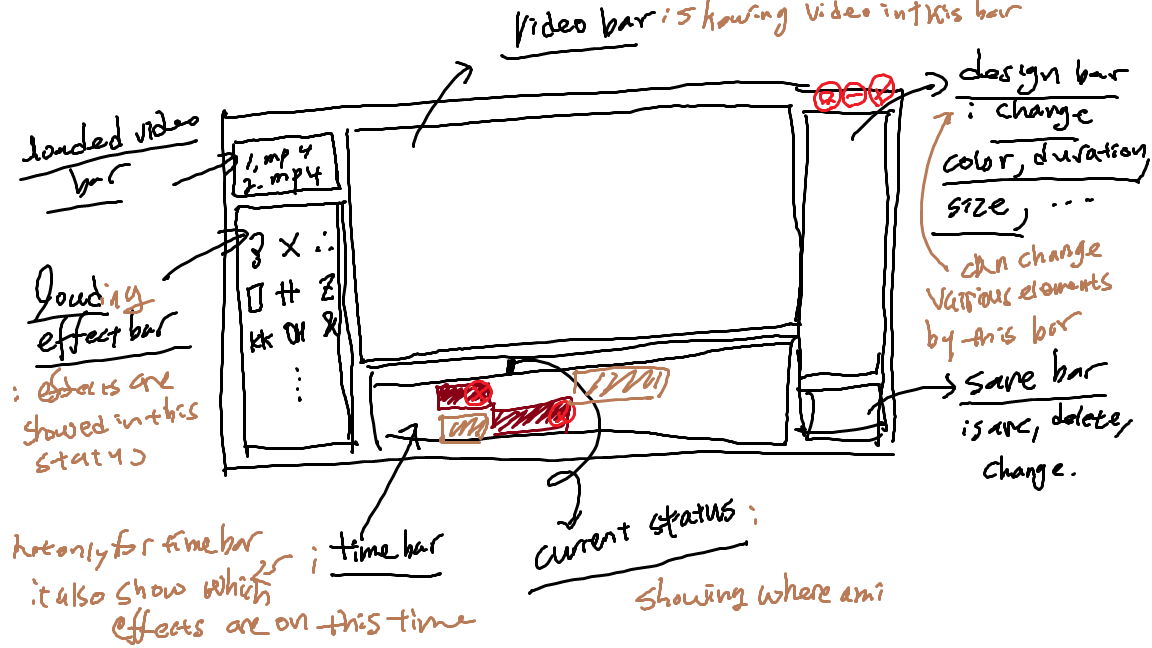 Video bar : showing video in this bar
loaded video
bar
1. mp4
2. mp4
design bar
: change
color, duration,
size, ....
can change
various elements
by this bar
loading
effect bar
: effects are
showed in this
status
X
H Z
KK
save bar
: save, delete,
change.
current status :
showing where am i
: time bar
not only for time bar
it also show which
effects are on this time